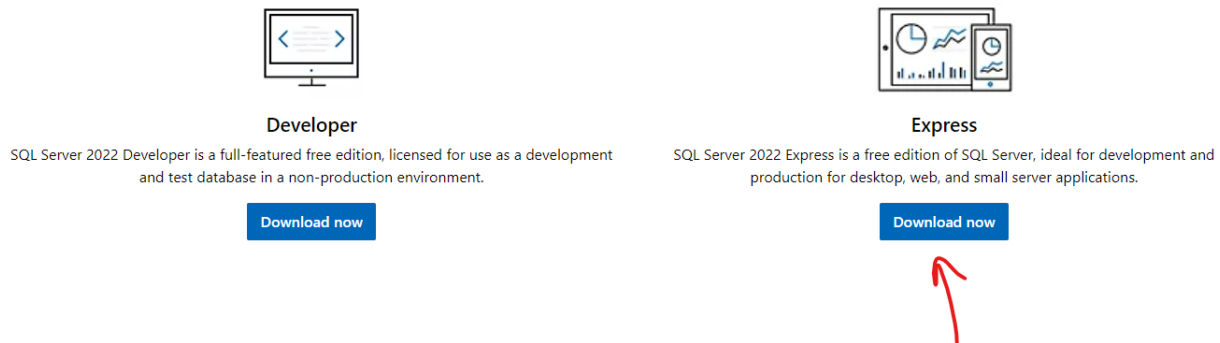 Developer
SQL Server 2022 Developer is a full-featured free edition, licensed for use as a development
and test database in a non-production environment.
Download now
Express
SQL Server 2022 Express is a free edition of SQL Server, ideal for development and
production for desktop, web, and small server applications.
Download now